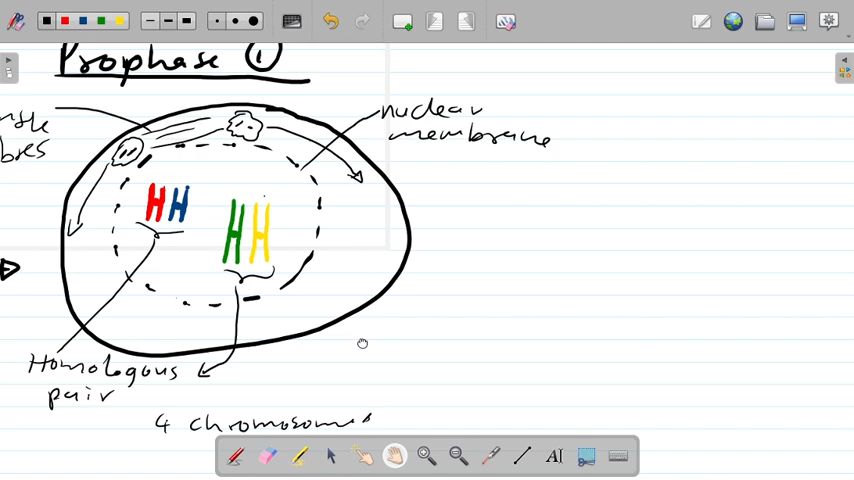 Prophase ①
nuclear
membrane
Homologous
pair
4 chromosomes